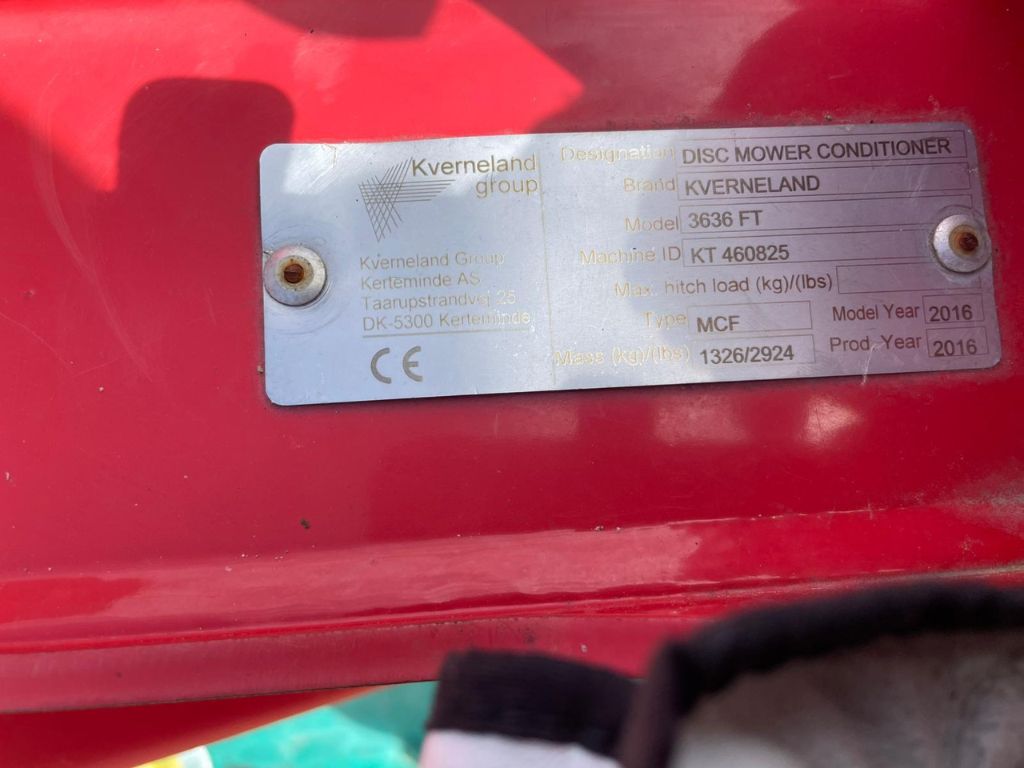 Kverneland
group
Kverneland Group
Kerteminde AS
Taarupstrandvej 25
DK-5300 Kerteminde
CE
Designation DISC MOWER CONDITIONER
Brand KVERNELAND
Model 3636 FT
Machine ID KT 460825
Max. hitch load (kg)/(lbs)
Type MCF Model Year 2016
Mass (kg)/(lbs) 1326/2924 Prod. Year 2016